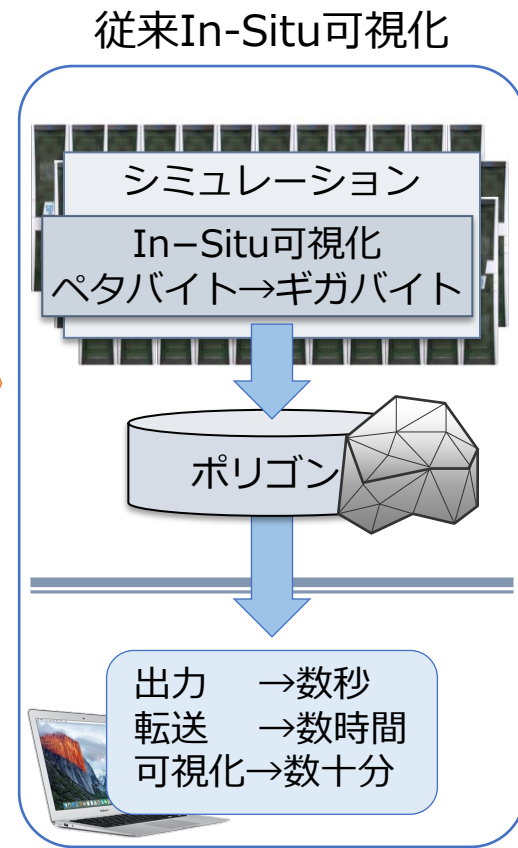 従来In-Situ可視化
シミュレーション
In−Situ可視化
ペタバイト→ギガバイト
ポリゴン
出力　→数秒
転送　→数時間
可視化→数十分